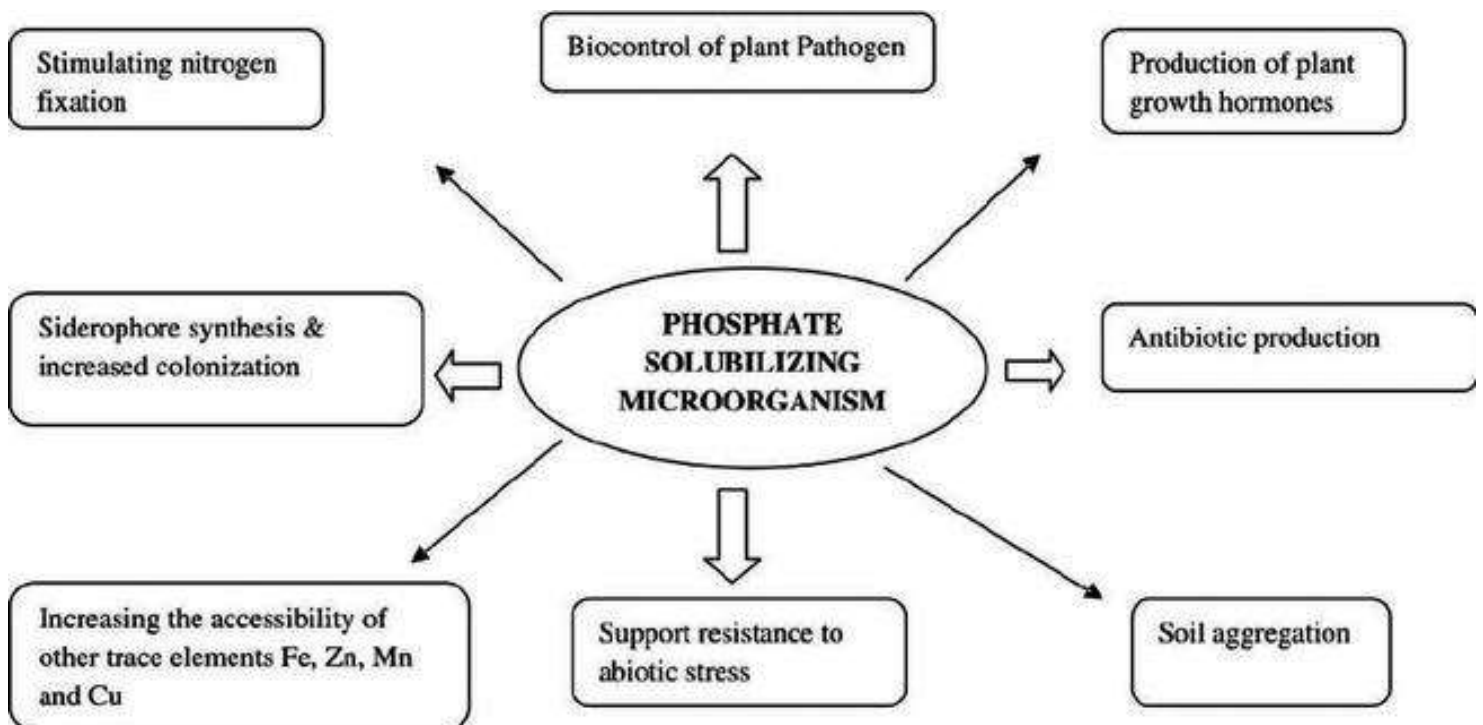 Stimulating nitrogen
fixation
Biocontrol of plant Pathogen
Production of plant
growth hormones
Siderophore synthesis &
increased colonization
PHOSPHATE
SOLUBILIZING
MICROORGANISM
Antibiotic production
Increasing the accessibility of
other trace elements Fe, Zn, Mn
and Cu
Support resistance to
abiotic stress
Soil aggregation